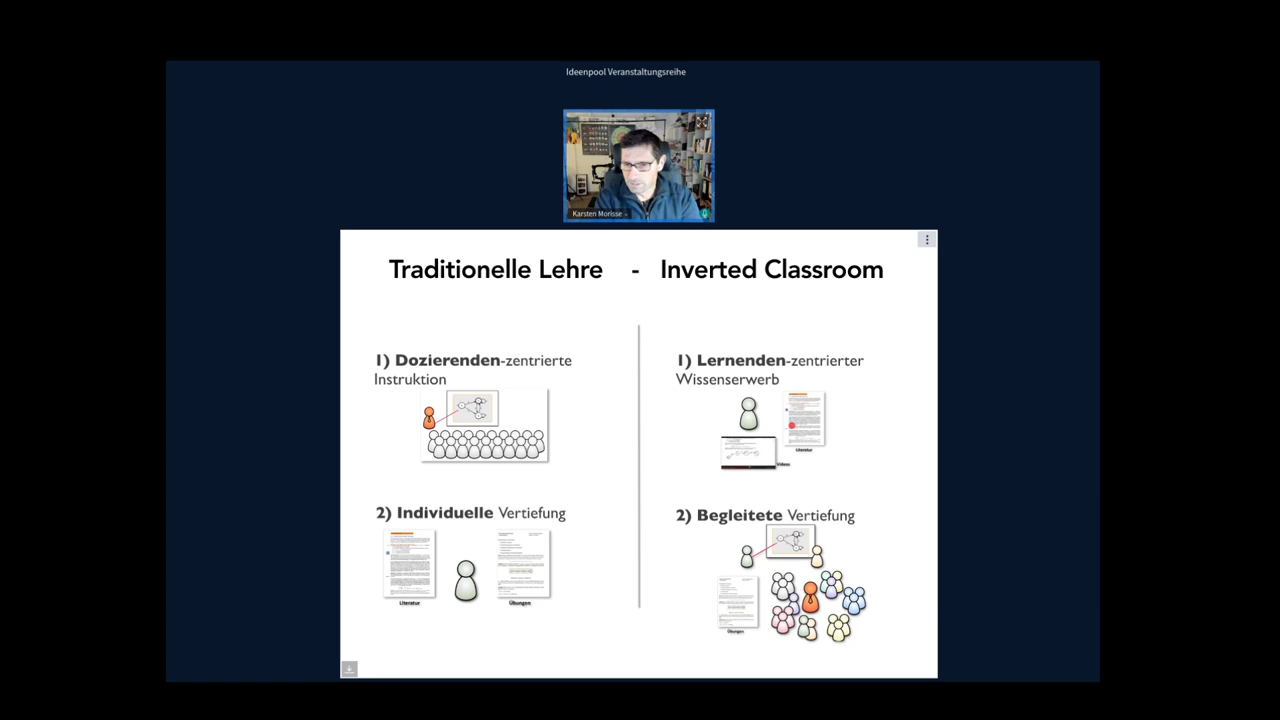 Ideenpool Veranstaltungsreihe
Karsten Morisse
Traditionelle Lehre - Inverted Classroom
1) Dozierenden-zentrierte
Instruktion
2) Individuelle Vertiefung
Literatur
Übungen
1) Lernenden-zentrierter
Wissenserwerb
Literatur
Videos
2) Begleitete Vertiefung
Übungen